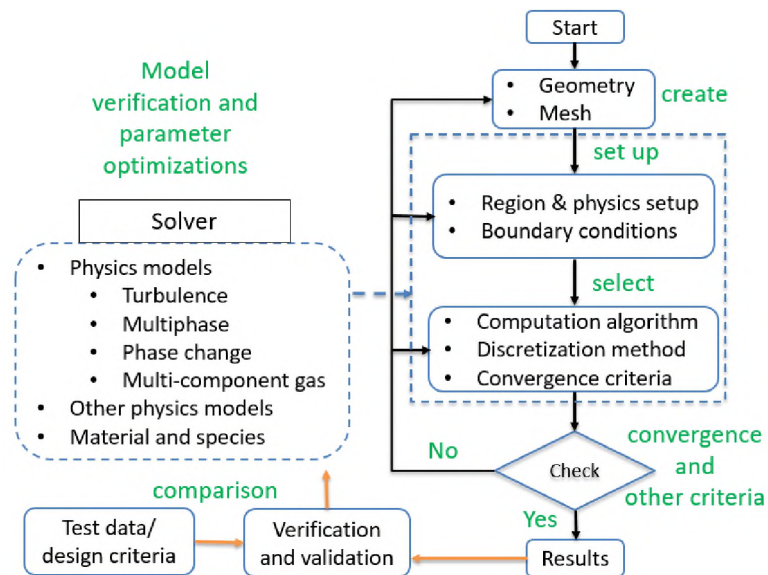 Start
• Geometry
• Mesh
create
set up
• Region & physics setup
• Boundary conditions
select
• Computation algorithm
• Discretization method
• Convergence criteria
Check
convergence
and
other criteria
No
Yes
Results
Model
verification and
parameter
optimizations
Solver
• Physics models
• Turbulence
• Multiphase
• Phase change
• Multi-component gas
• Other physics models
• Material and species
comparison
Test data/
design criteria
Verification
and validation